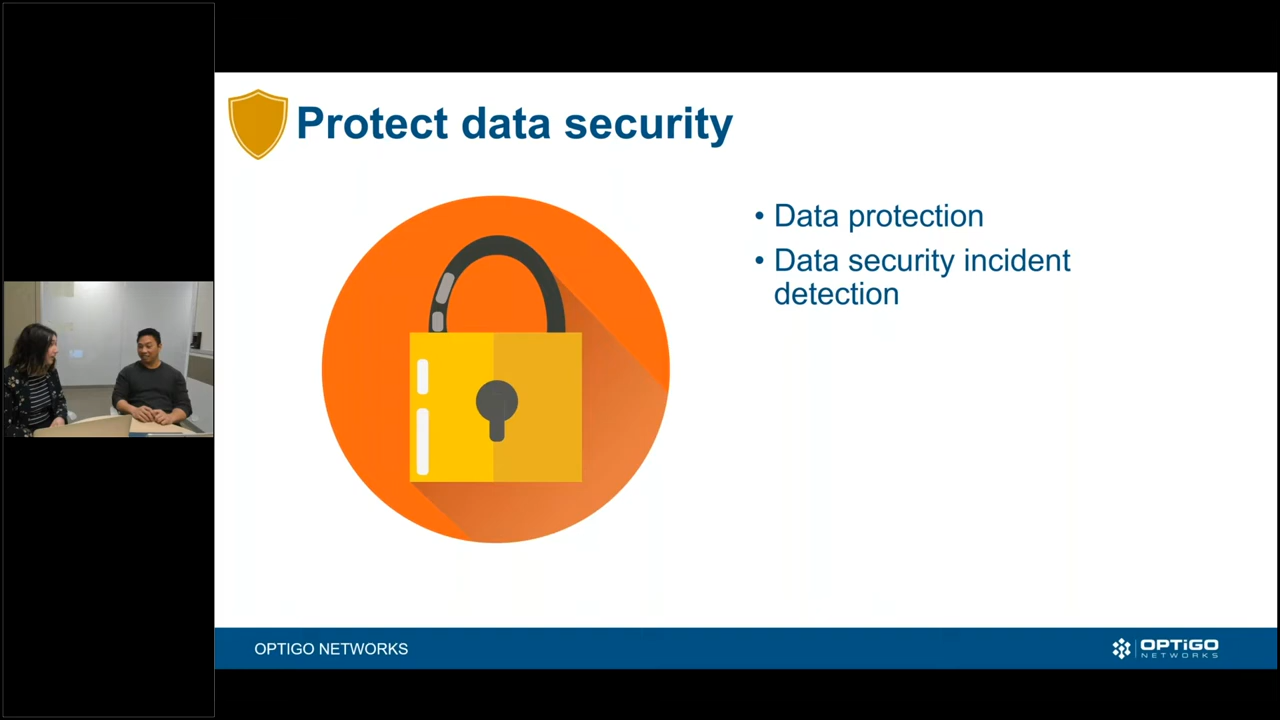 Protect data security
• Data protection
• Data security incident
detection
OPTIGO NETWORKS
OPTiGO
NETWORKS